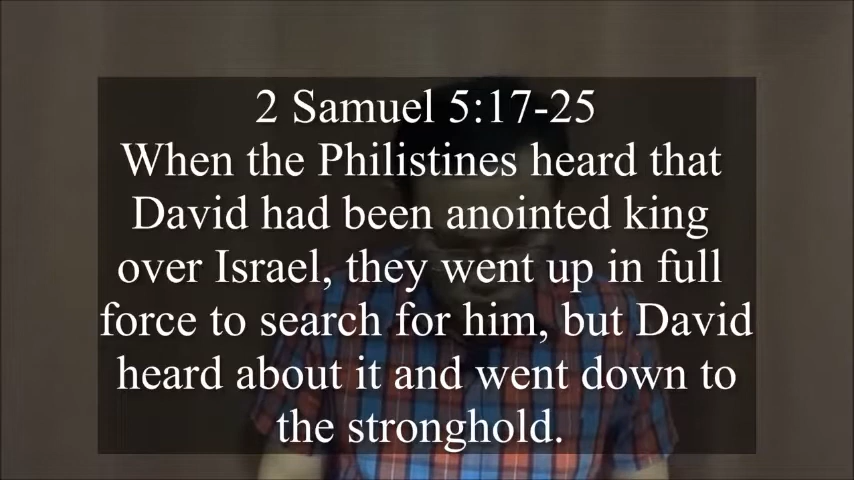 2 Samuel 5:17-25
When the Philistines heard that
David had been anointed king
over Israel, they went up in full
force to search for him, but David
heard about it and went down to
the stronghold.